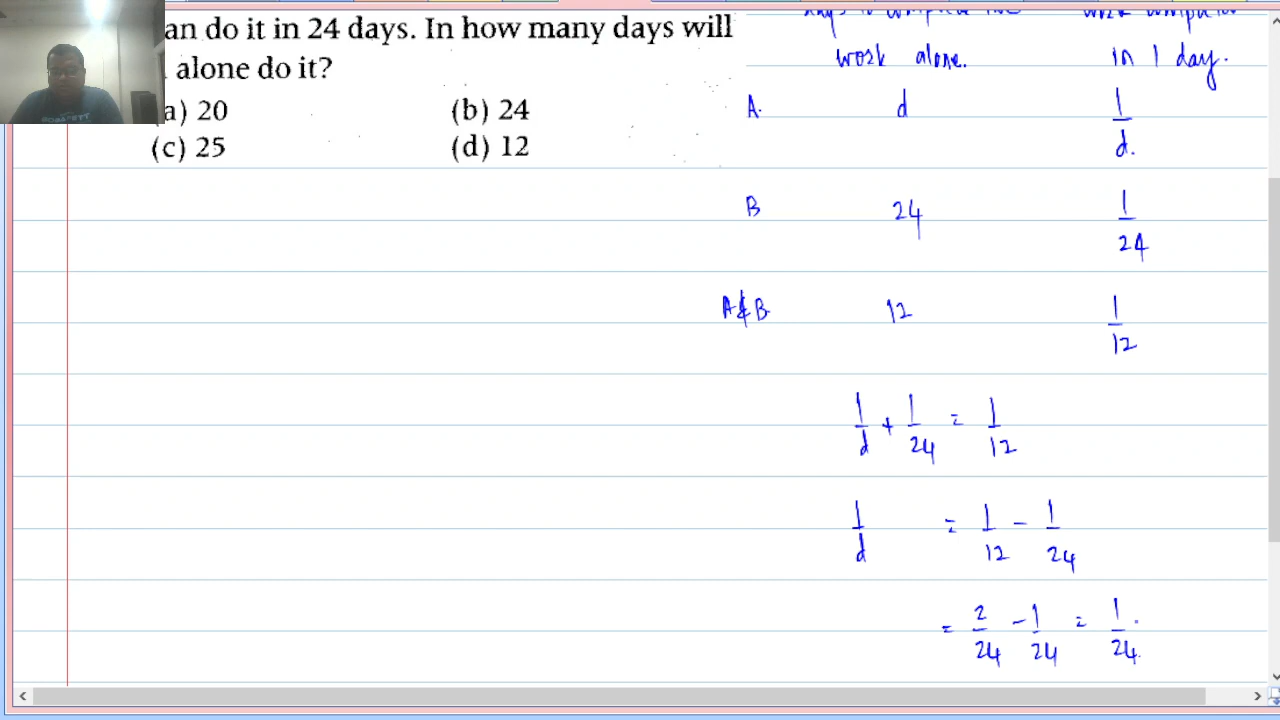 an do it in 24 days. In how many days will
alone do it?
(a) 20 (b) 24
(c) 25 (d) 12
work alone. in 1 day.
A. d 1/d.
B 24 1/24
A & B. 12 1/12
1/d + 1/24 = 1/12
1/d = 1/12 - 1/24
= 2/24 - 1/24 = 1/24.